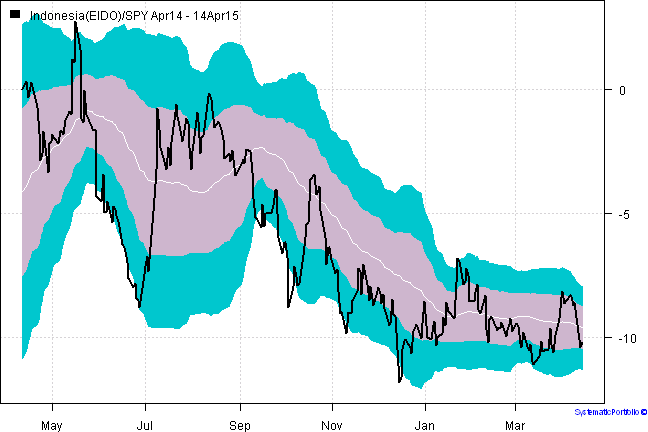 Indonesia(EIDO)/SPY Apr14 - 14Apr15
0
-5
-10
May Jul Sep Nov Jan Mar
SystematicPortfolio ©